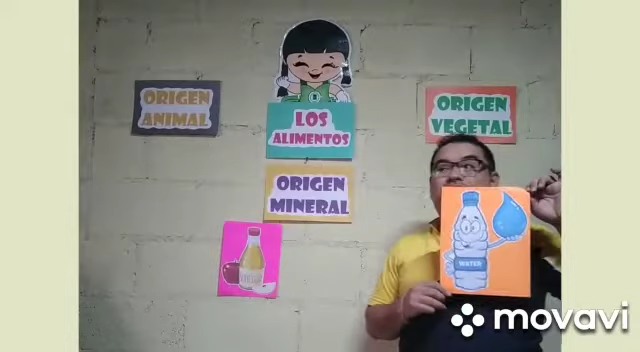 ORIGEN
ANIMAL
LOS
ALIMENTOS
ORIGEN
VEGETAL
ORIGEN
MINERAL
WATER
movavi